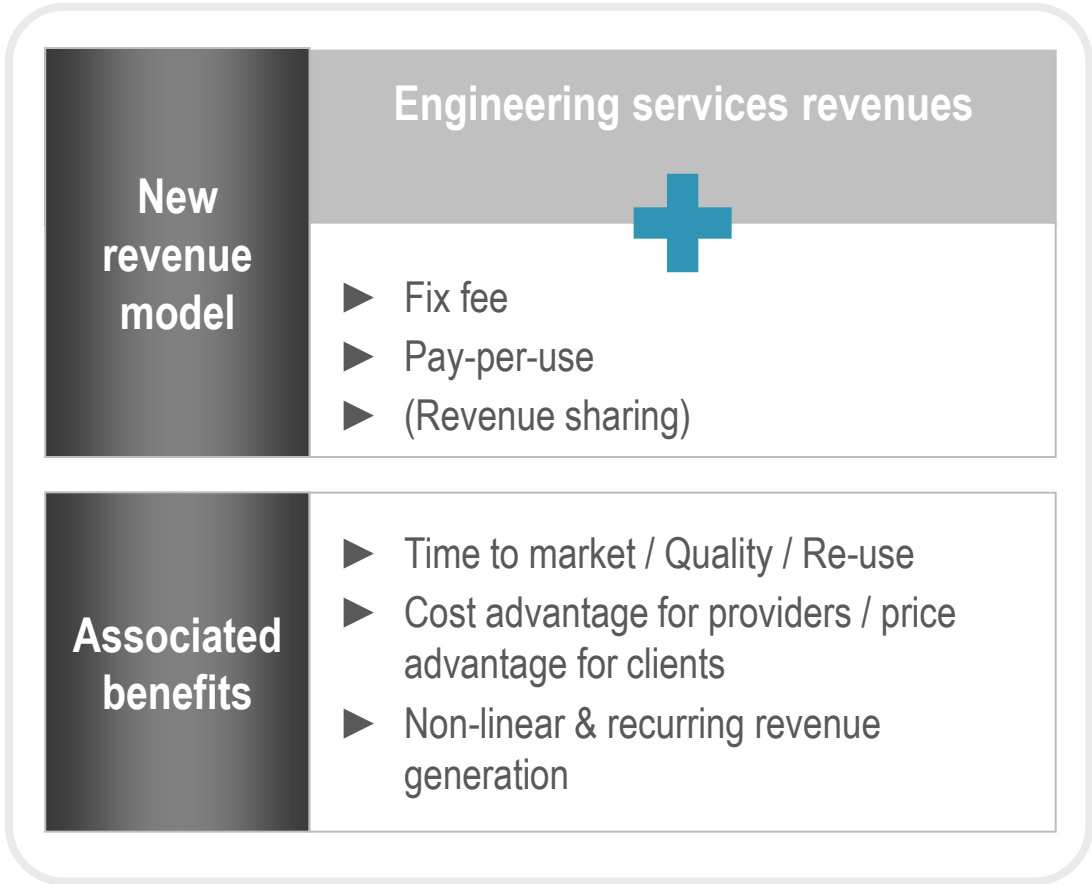 New
revenue
model
Engineering services revenues
► Fix fee
► Pay-per-use
► (Revenue sharing)
Associated
benefits
► Time to market / Quality / Re-use
► Cost advantage for providers / price
advantage for clients
► Non-linear & recurring revenue
generation